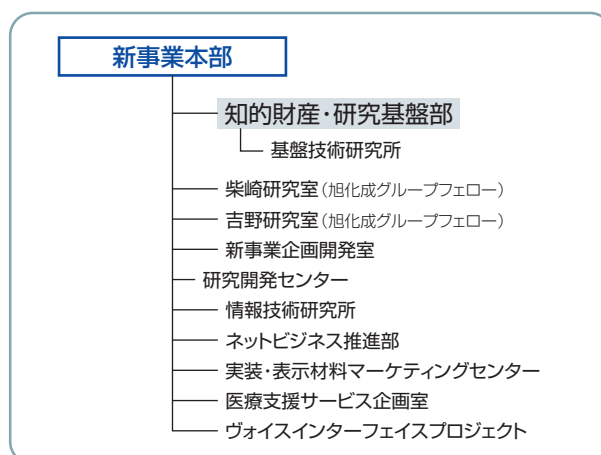 新事業本部
知的財産・研究基盤部
基盤技術研究所
柴崎研究室(旭化成グループフェロー)
吉野研究室(旭化成グループフェロー)
新事業企画開発室
研究開発センター
情報技術研究所
ネットビジネス推進部
実装・表示材料マーケティングセンター
医療支援サービス企画室
ヴォイスインターフェイスプロジェクト